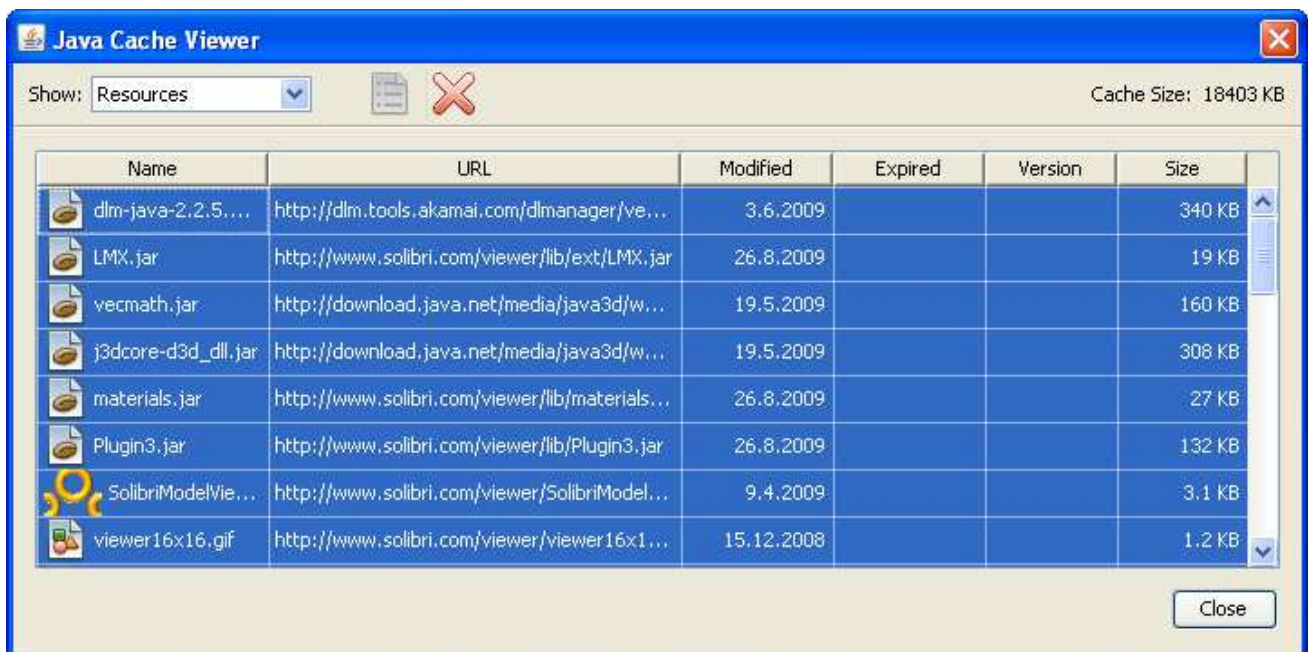 Java Cache Viewer
Show: Resources Cache Size: 18403 KB
Name URL Modified Expired Version Size
dlm-java-2.2.5.... http://dlm.tools.akamai.com/dlmanager/ve... 3.6.2009 340 KB
LMX.jar http://www.solibri.com/viewer/lib/ext/LMX.jar 26.8.2009 19 KB
vecmath.jar http://download.java.net/media/java3d/w... 19.5.2009 160 KB
j3dcore-d3d_dll.jar http://download.java.net/media/java3d/w... 19.5.2009 308 KB
materials.jar http://www.solibri.com/viewer/lib/materials... 26.8.2009 27 KB
Plugin3.jar http://www.solibri.com/viewer/lib/Plugin3.jar 26.8.2009 132 KB
SolibriModelVie... http://www.solibri.com/viewer/SolibriModel... 9.4.2009 3.1 KB
viewer16x16.gif http://www.solibri.com/viewer/viewer16x1... 15.12.2008 1.2 KB
Close